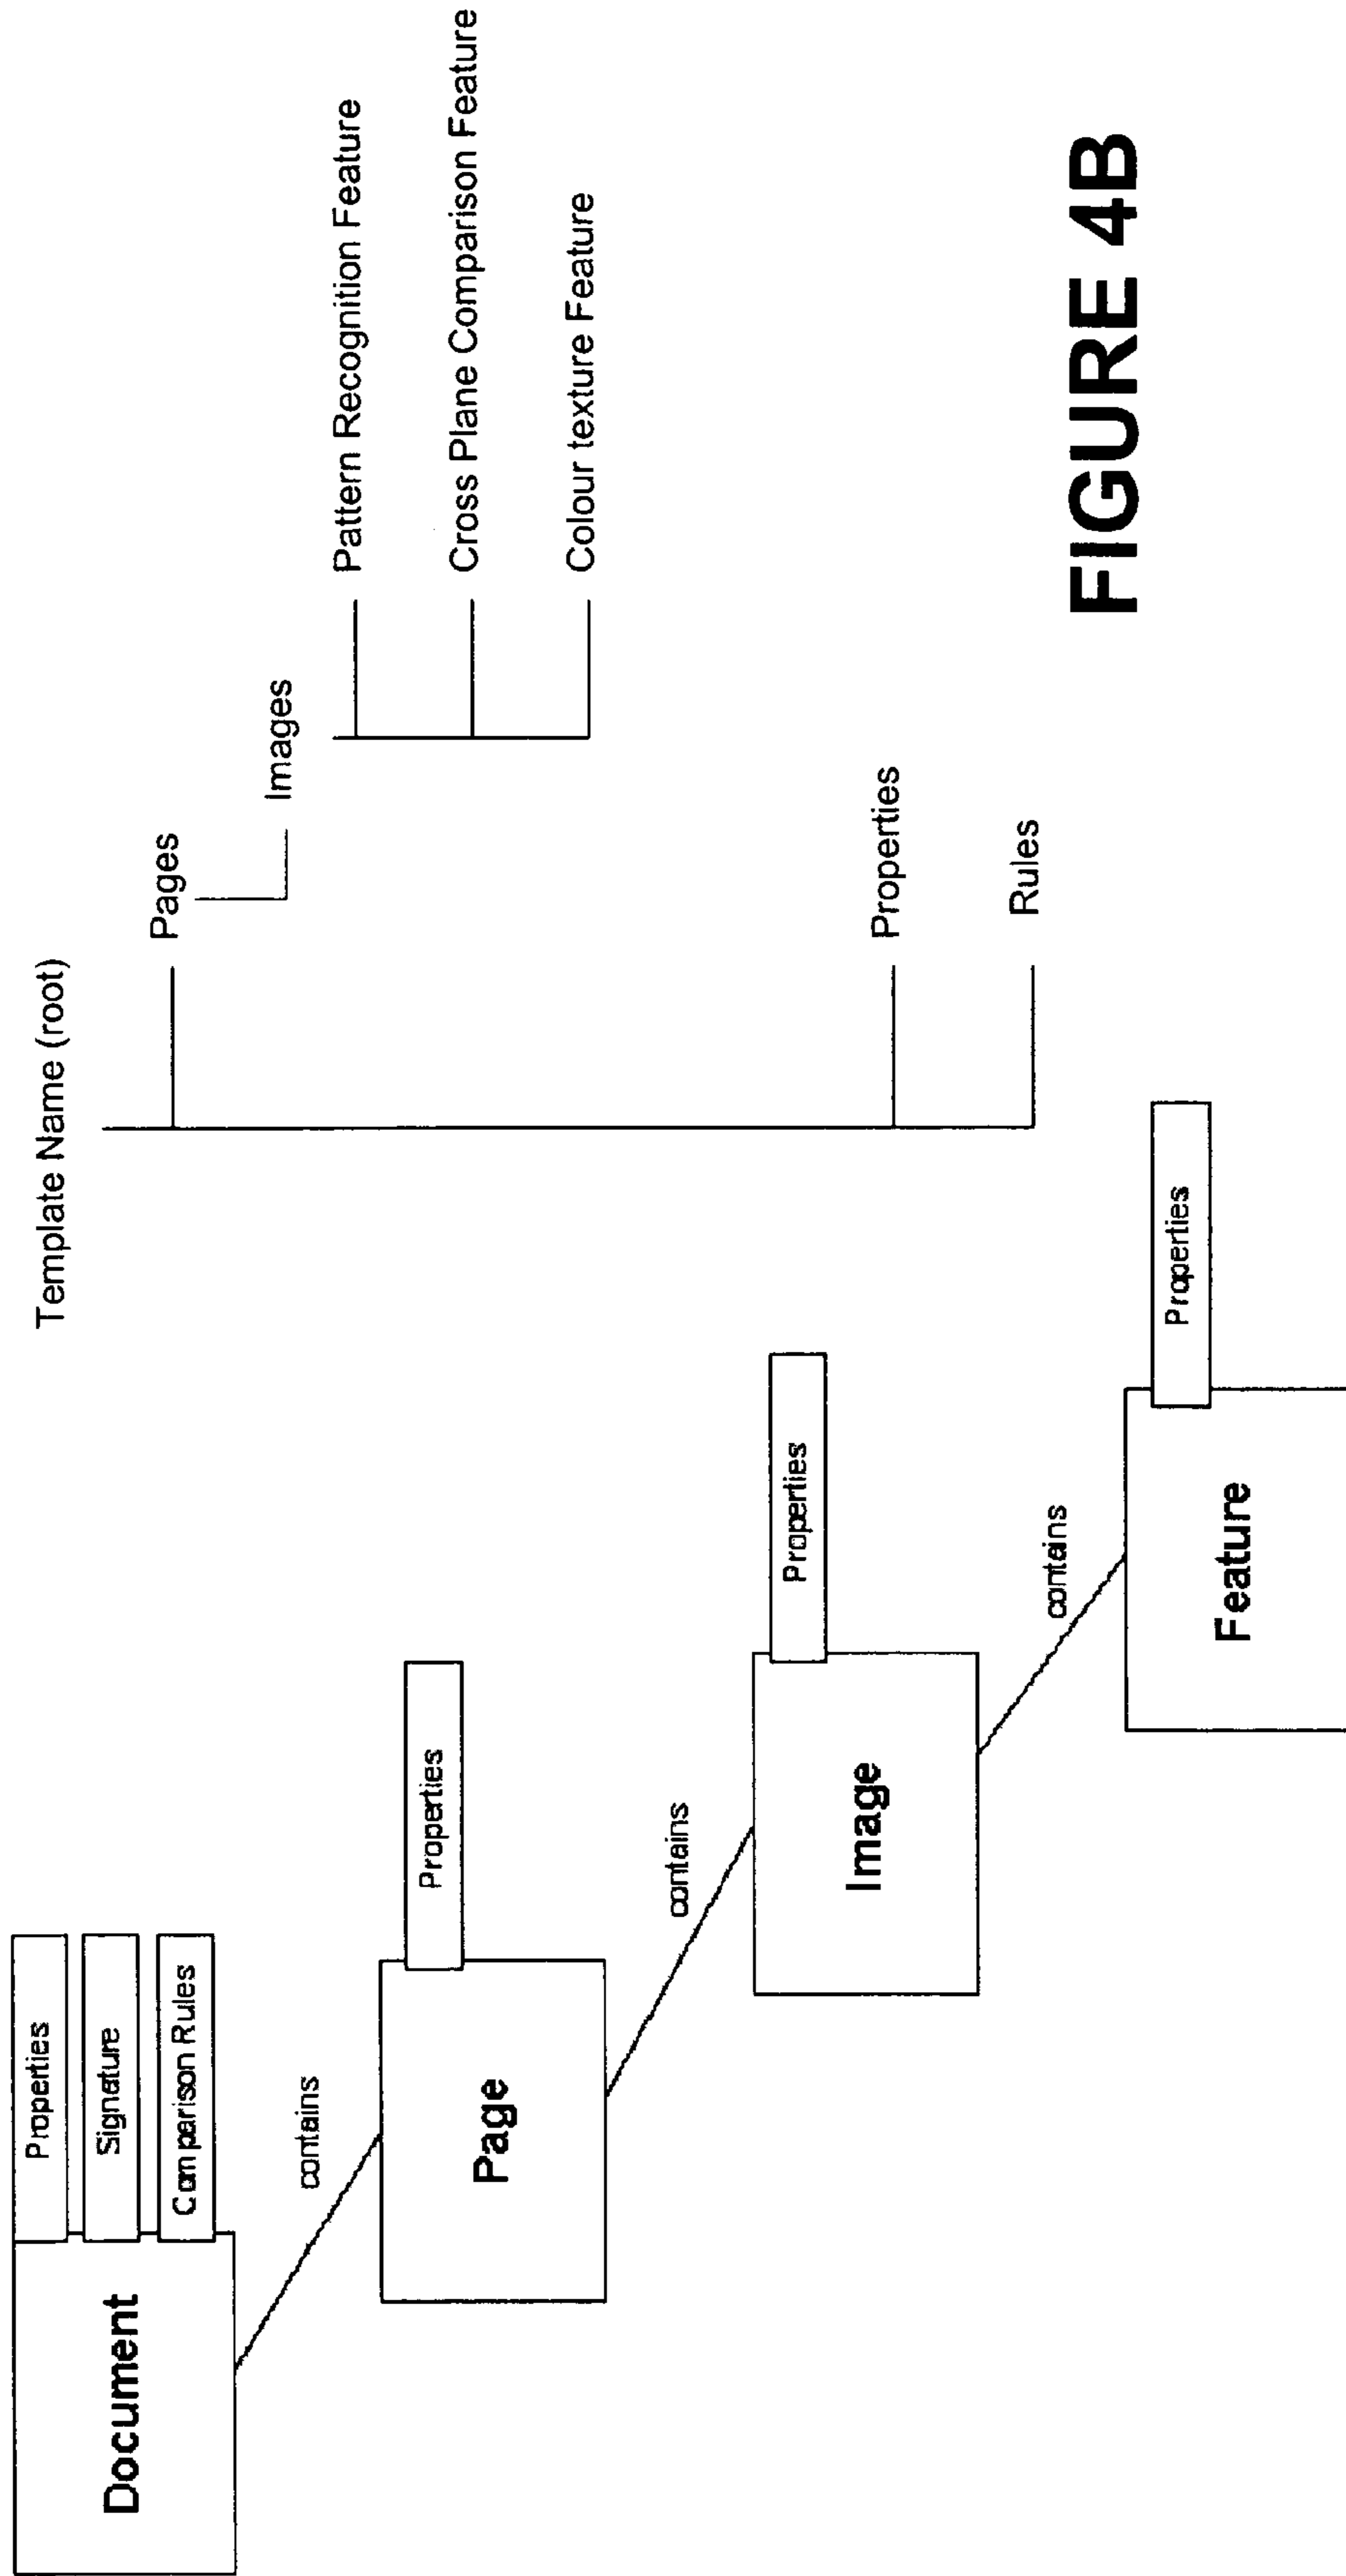 Document
Properties
Signature
Comparison Rules
contains
Page
Properties
contains
Image
Properties
contains
Feature
Properties
Template Name (root)
Pages
Images
Pattern Recognition Feature
Cross Plane Comparison Feature
Colour texture Feature
Properties
Rules
FIGURE 4B